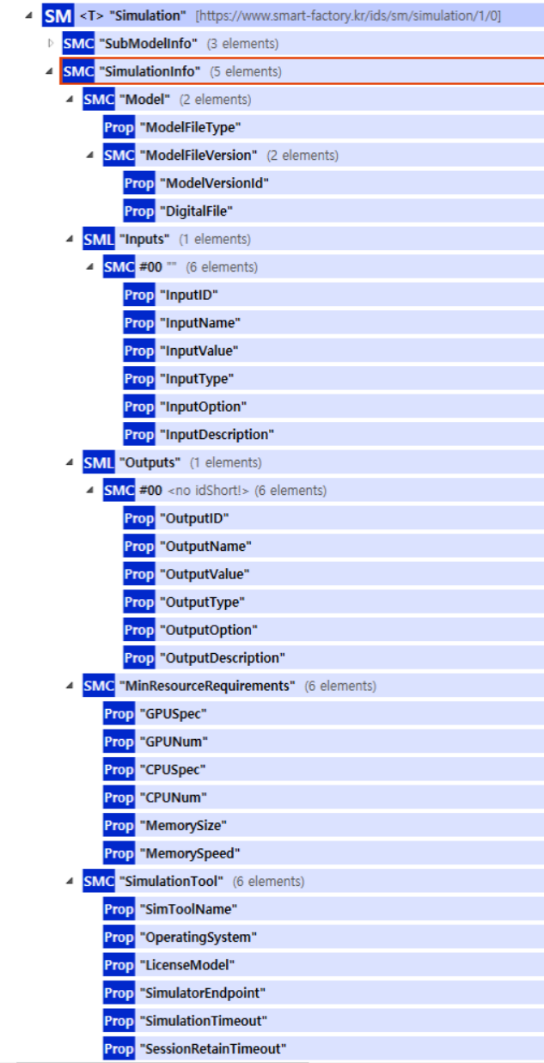 SM <T> "Simulation" [https://www.smart-factory.kr/ids/sm/simulation/1/0]
SMC "SubModelInfo" (3 elements)
SMC "SimulationInfo" (5 elements)
SMC "Model" (2 elements)
Prop "ModelFileType"
SMC "ModelFileVersion" (2 elements)
Prop "ModelVersionId"
Prop "DigitalFile"
SML "Inputs" (1 elements)
SMC #00 "" (6 elements)
Prop "InputID"
Prop "InputName"
Prop "InputValue"
Prop "InputType"
Prop "InputOption"
Prop "InputDescription"
SML "Outputs" (1 elements)
SMC #00 <no idShort!> (6 elements)
Prop "OutputID"
Prop "OutputName"
Prop "OutputValue"
Prop "OutputType"
Prop "OutputOption"
Prop "OutputDescription"
SMC "MinResourceRequirements" (6 elements)
Prop "GPUSpec"
Prop "GPUNum"
Prop "CPUSpec"
Prop "CPUNum"
Prop "MemorySize"
Prop "MemorySpeed"
SMC "SimulationTool" (6 elements)
Prop "SimToolName"
Prop "OperatingSystem"
Prop "LicenseModel"
Prop "SimulatorEndpoint"
Prop "SimulationTimeout"
Prop "SessionRetainTimeout"